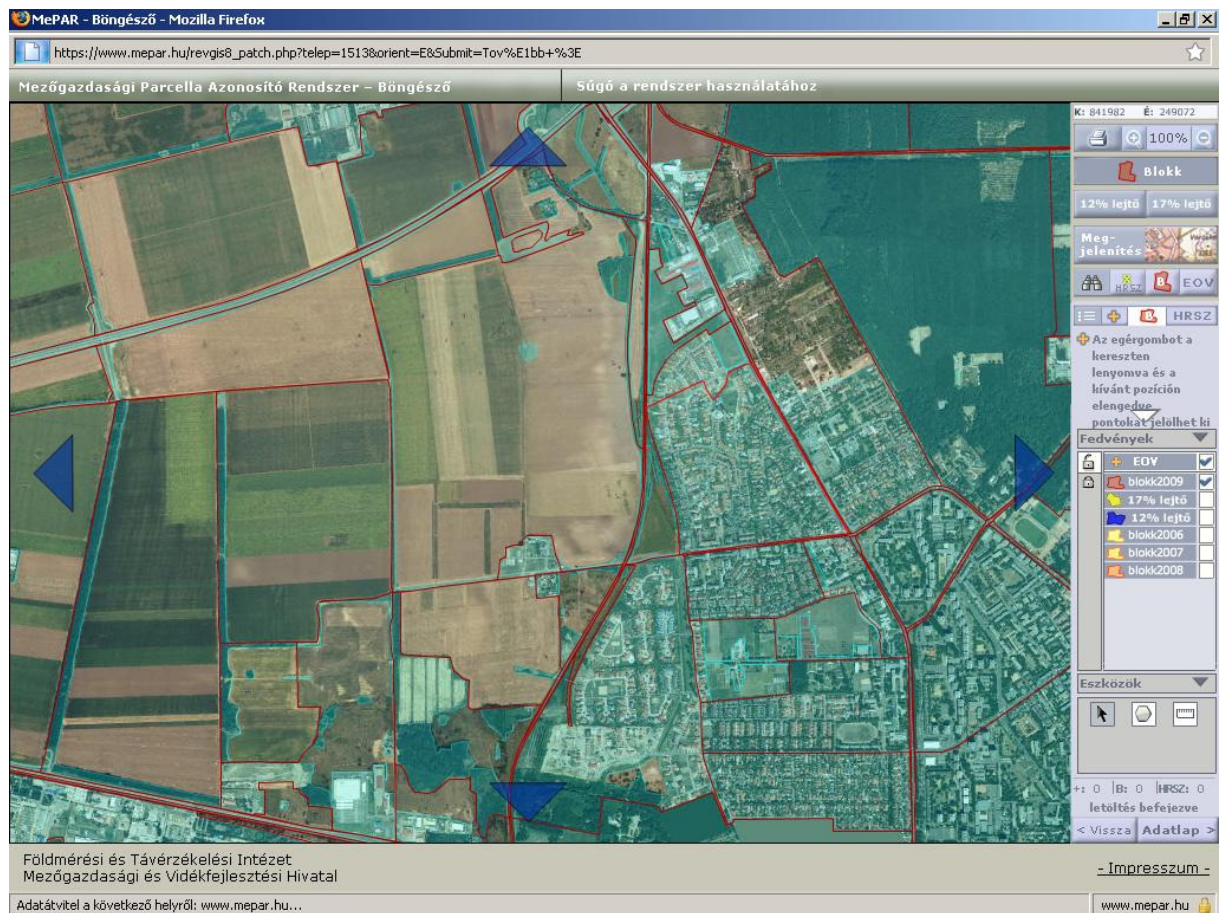 MePAR - Böngésző - Mozilla Firefox
https://www.mepar.hu/revgis8_patch.php?telep=1513&orient=E&Submit=Tov%E1bb+%3E
Mezőgazdasági Parcella Azonosító Rendszer – Böngésző
Súgó a rendszer használatához
K: 841982 É: 249072
100%
Blokk
12% lejtő 17% lejtő
Meg-
jelenítés
HRSZ EOV
HRSZ
Az egérgombot a
kereszten
lenyomva és a
kívánt pozíción
elengedve
pontokat jelölhet ki
Fedvények
EOV
blokk2009
17% lejtő
12% lejtő
blokk2006
blokk2007
blokk2008
Eszközök
+: 0 |B: 0 |HRSZ: 0
letöltés befejezve
< Vissza Adatlap >
Földmérési és Távérzékelési Intézet
Mezőgazdasági és Vidékfejlesztési Hivatal
- Impresszum -
Adatátvitel a következő helyről: www.mepar.hu...
www.mepar.hu